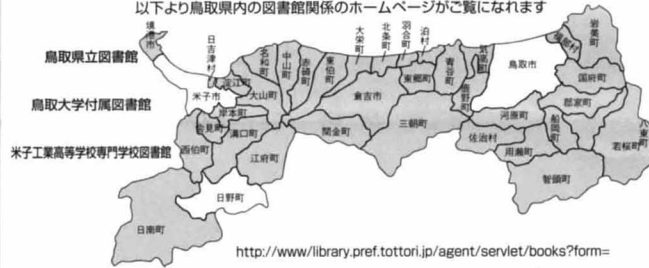 以下より鳥取県内の図書館関係のホームページがご覧になれます
鳥取県立図書館
鳥取大学付属図書館
米子工業高等学校専門学校図書館
境港市
日吉津村
米子市
淀江町
名和町
中山町
赤碕町
東伯町
大栄町
北条町
羽合町
泊村
東郷町
青谷町
気高町
鹿野町
鳥取市
福部村
岩美町
国府町
郡家町
八東町
若桜町
船岡町
河原町
用瀬町
佐治村
智頭町
大山町
岸本町
会見町
溝口町
西伯町
江府町
日野町
日南町
倉吉市
関金町
三朝町
http://www/library.pref.tottori.jp/agent/servlet/books?form=